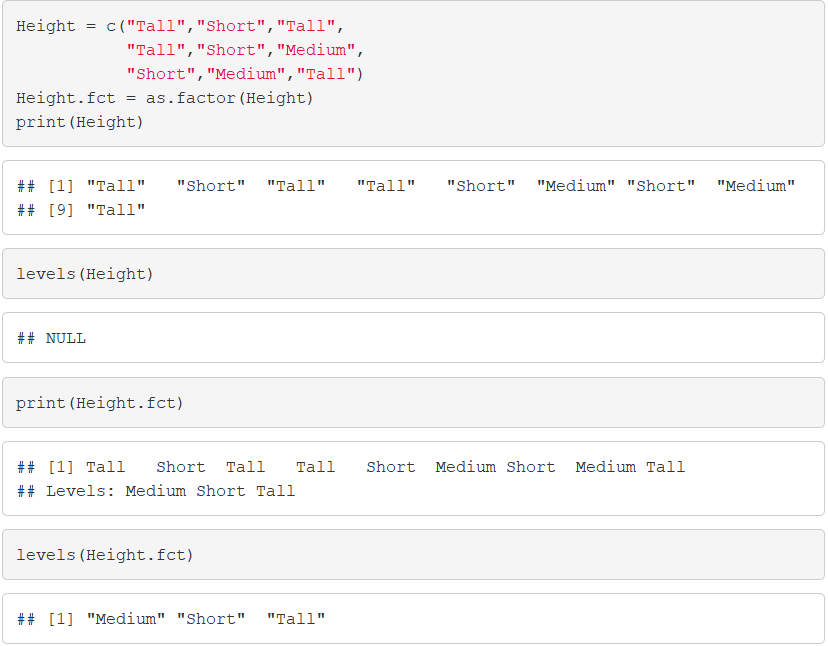 Height = c("Tall","Short","Tall",
           "Tall","Short","Medium",
           "Short","Medium","Tall")
Height.fct = as.factor(Height)
print(Height)
## [1] "Tall"   "Short"  "Tall"   "Tall"   "Short"  "Medium" "Short"  "Medium"
## [9] "Tall"
levels(Height)
## NULL
print(Height.fct)
## [1] Tall   Short  Tall   Tall   Short  Medium Short  Medium Tall
## Levels: Medium Short Tall
levels(Height.fct)
## [1] "Medium" "Short"  "Tall"